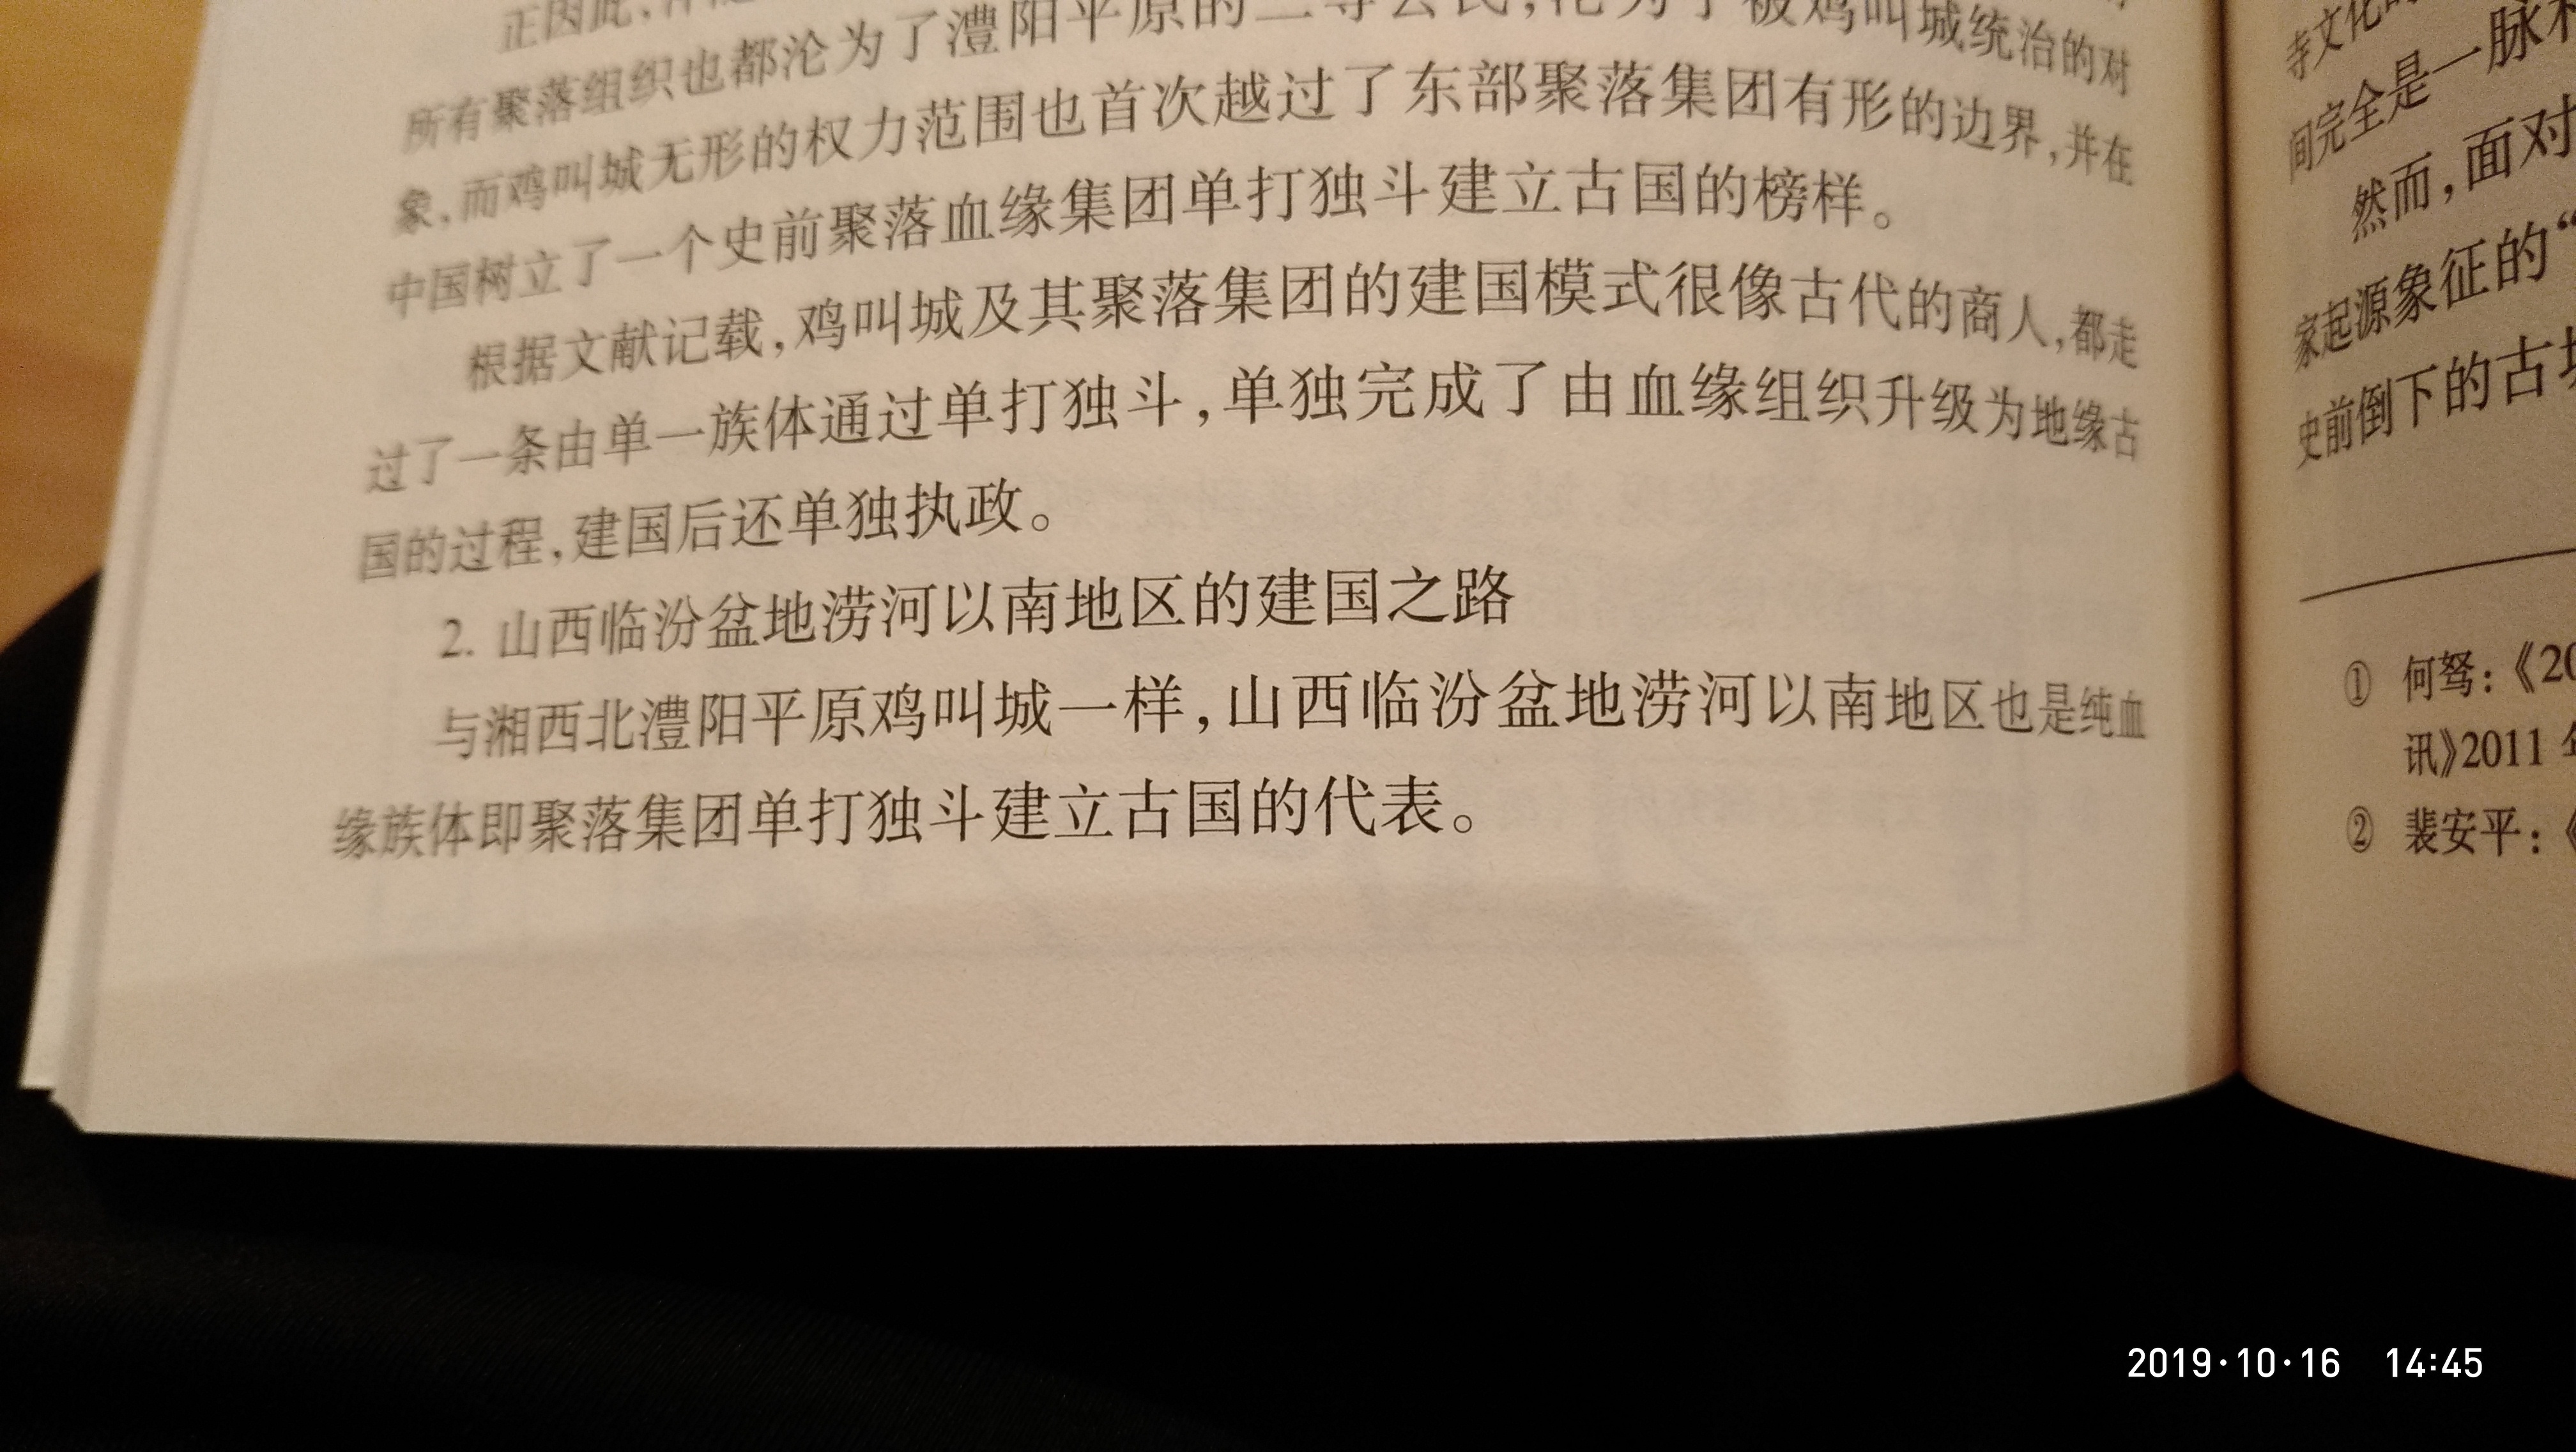 正因此,
所有聚落组织也都沦为了澧阳平原的二等公民,沦为了被鸡叫城统治的对
象,而鸡叫城无形的权力范围也首次越过了东部聚落集团有形的边界,并在
中国树立了一个史前聚落血缘集团单打独斗建立古国的榜样。
根据文献记载,鸡叫城及其聚落集团的建国模式很像古代的商人,都走
过了一条由单一族体通过单打独斗,单独完成了由血缘组织升级为地缘古
国的过程,建国后还单独执政。
2. 山西临汾盆地涝河以南地区的建国之路
与湘西北澧阳平原鸡叫城一样,山西临汾盆地涝河以南地区也是纯血
缘族体即聚落集团单打独斗建立古国的代表。
寺文化的
间完全是一脉
然而,面对
家起源象征的“
史前倒下的古
① 何驽:《20
讯》2011
② 裴安平:《
2019·10·16 14:45